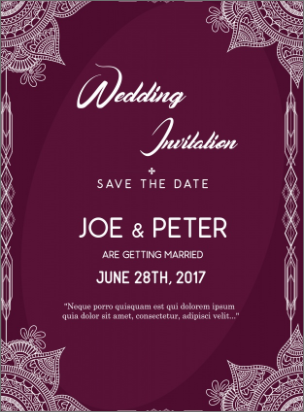 Wedding
Invitation
SAVE THE DATE
JOE & PETER
ARE GETTING MARRIED
JUNE 28TH, 2017
"Neque porro quisquam est qui dolorem ipsum
quia dolor sit amet, consectetur, adipisci velit..."